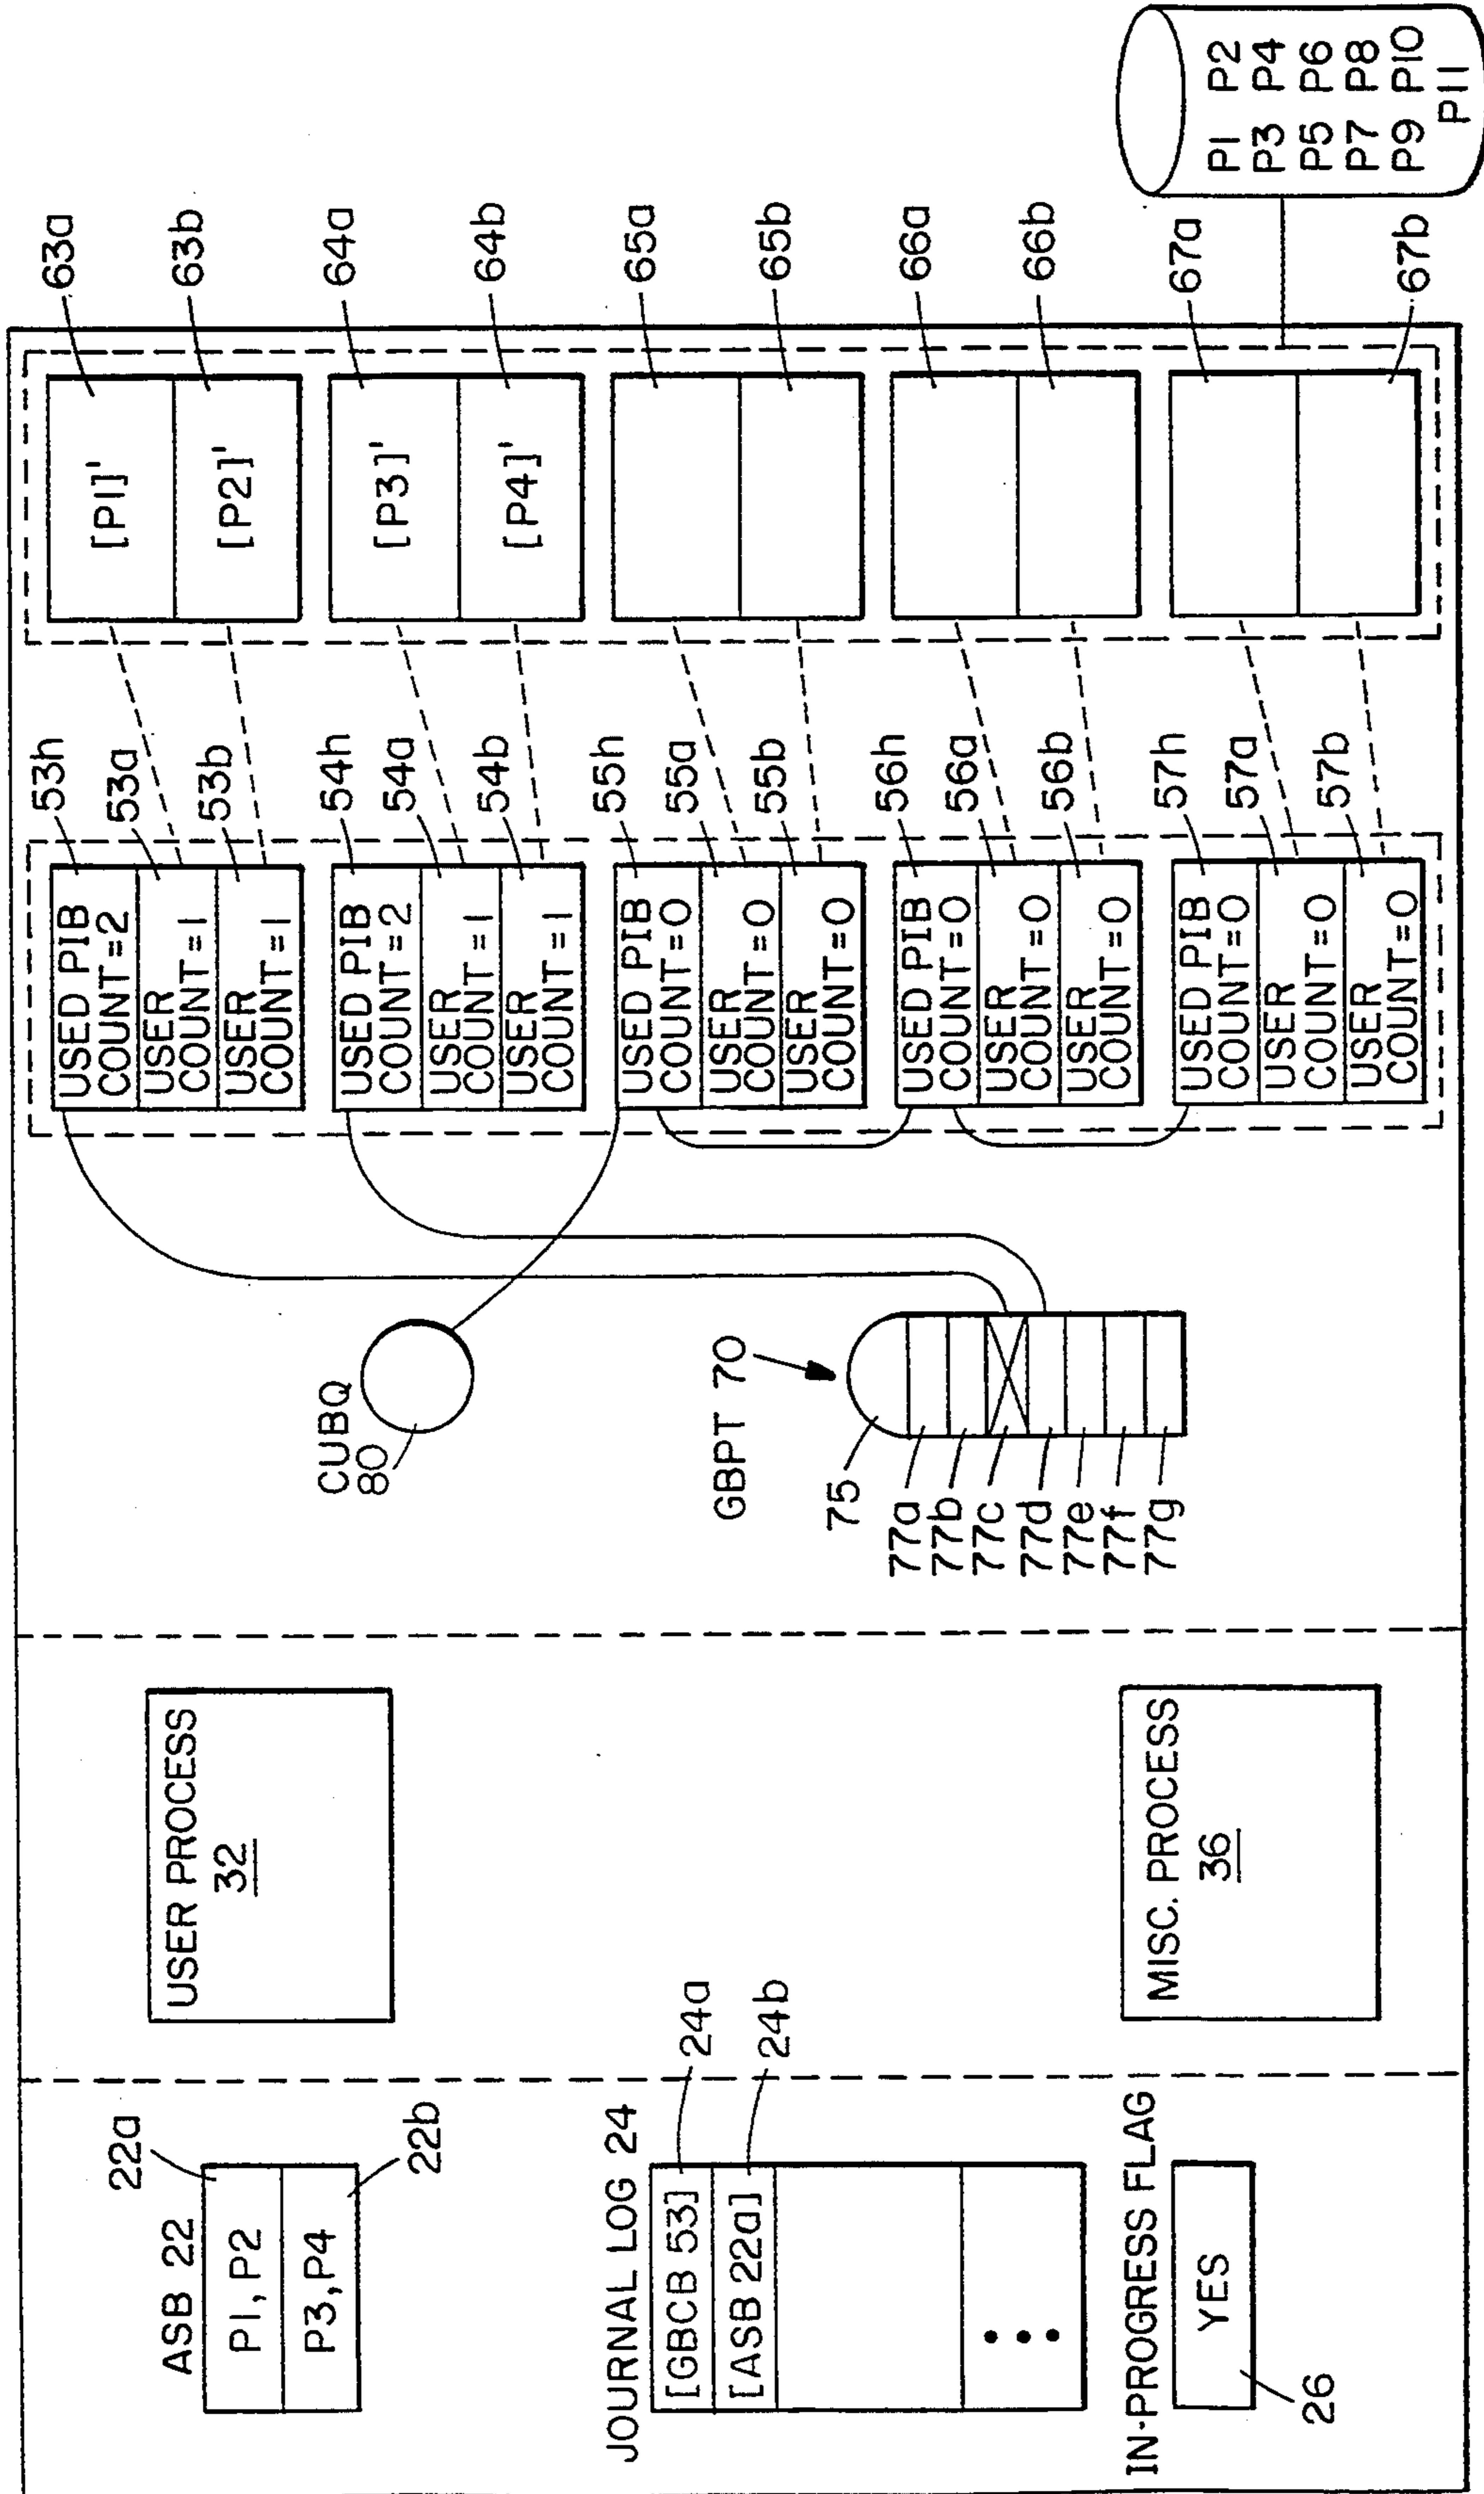 ASB 22
22a
P1, P2
P3, P4
22b
JOURNAL LOG 24
[GBCB 53]
[ASB 22a]
24a
24b
IN-PROGRESS FLAG
YES
26
USER PROCESS
32
MISC. PROCESS
36
CUBQ
80
GBPT 70
75
77a
77b
77c
77d
77e
77f
77g
USED PIB
COUNT=2
USER
COUNT=1
USER
COUNT=1
53h
53a
53b
USED PIB
COUNT=2
USER
COUNT=1
USER
COUNT=1
54h
54a
54b
USED PIB
COUNT=0
USER
COUNT=0
USER
COUNT=0
55h
55a
55b
USED PIB
COUNT=0
USER
COUNT=0
USER
COUNT=0
56h
56a
56b
USED PIB
COUNT=0
USER
COUNT=0
USER
COUNT=0
57h
57a
57b
[P1]'
[P2]'
63a
63b
[P3]'
[P4]'
64a
64b
65a
65b
66a
66b
67a
67b
P1 P2
P3 P4
P5 P6
P7 P8
P9 P10
P11